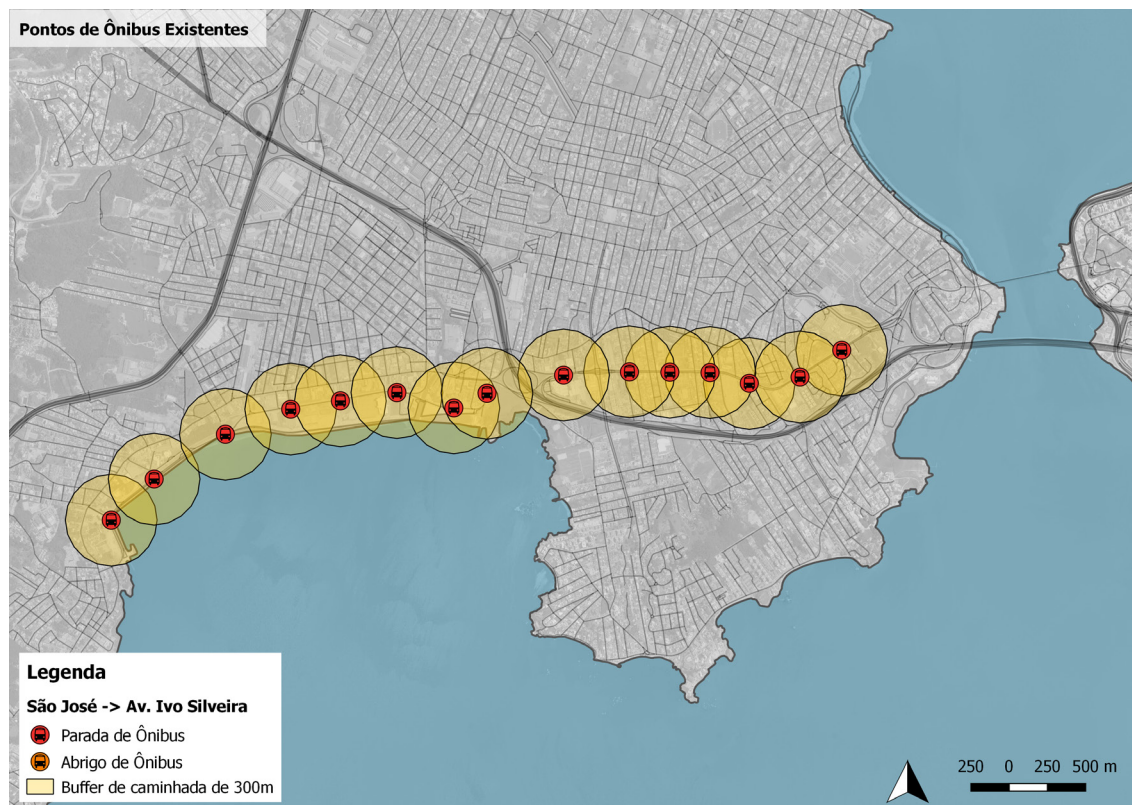 Pontos de Ônibus Existentes
Legenda
São José -> Av. Ivo Silveira
Parada de Ônibus
Abrigo de Ônibus
Buffer de caminhada de 300m
250 0 250 500 m